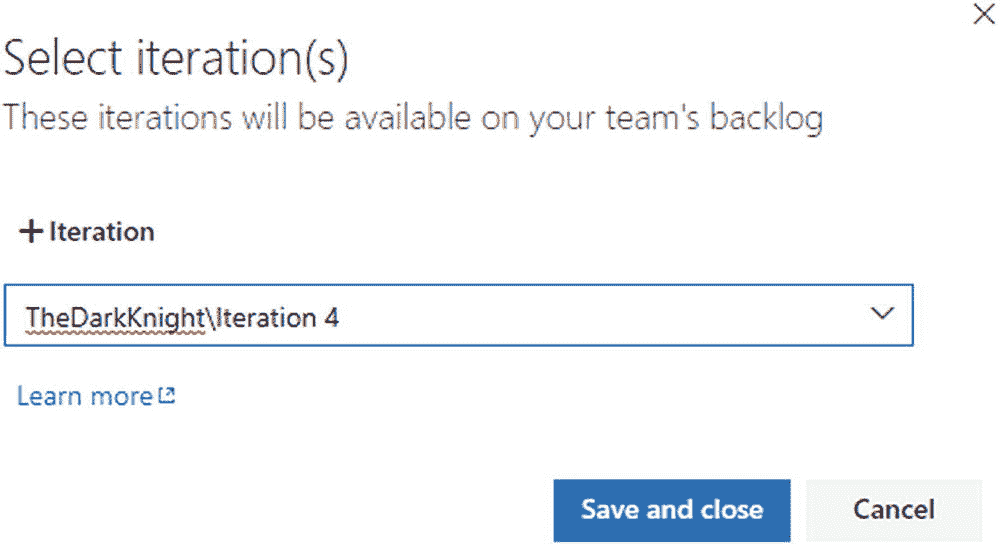 Select iteration(s)
These iterations will be available on your team's backlog
+ Iteration
TheDarkKnight\Iteration 4
Learn more
Save and close
Cancel